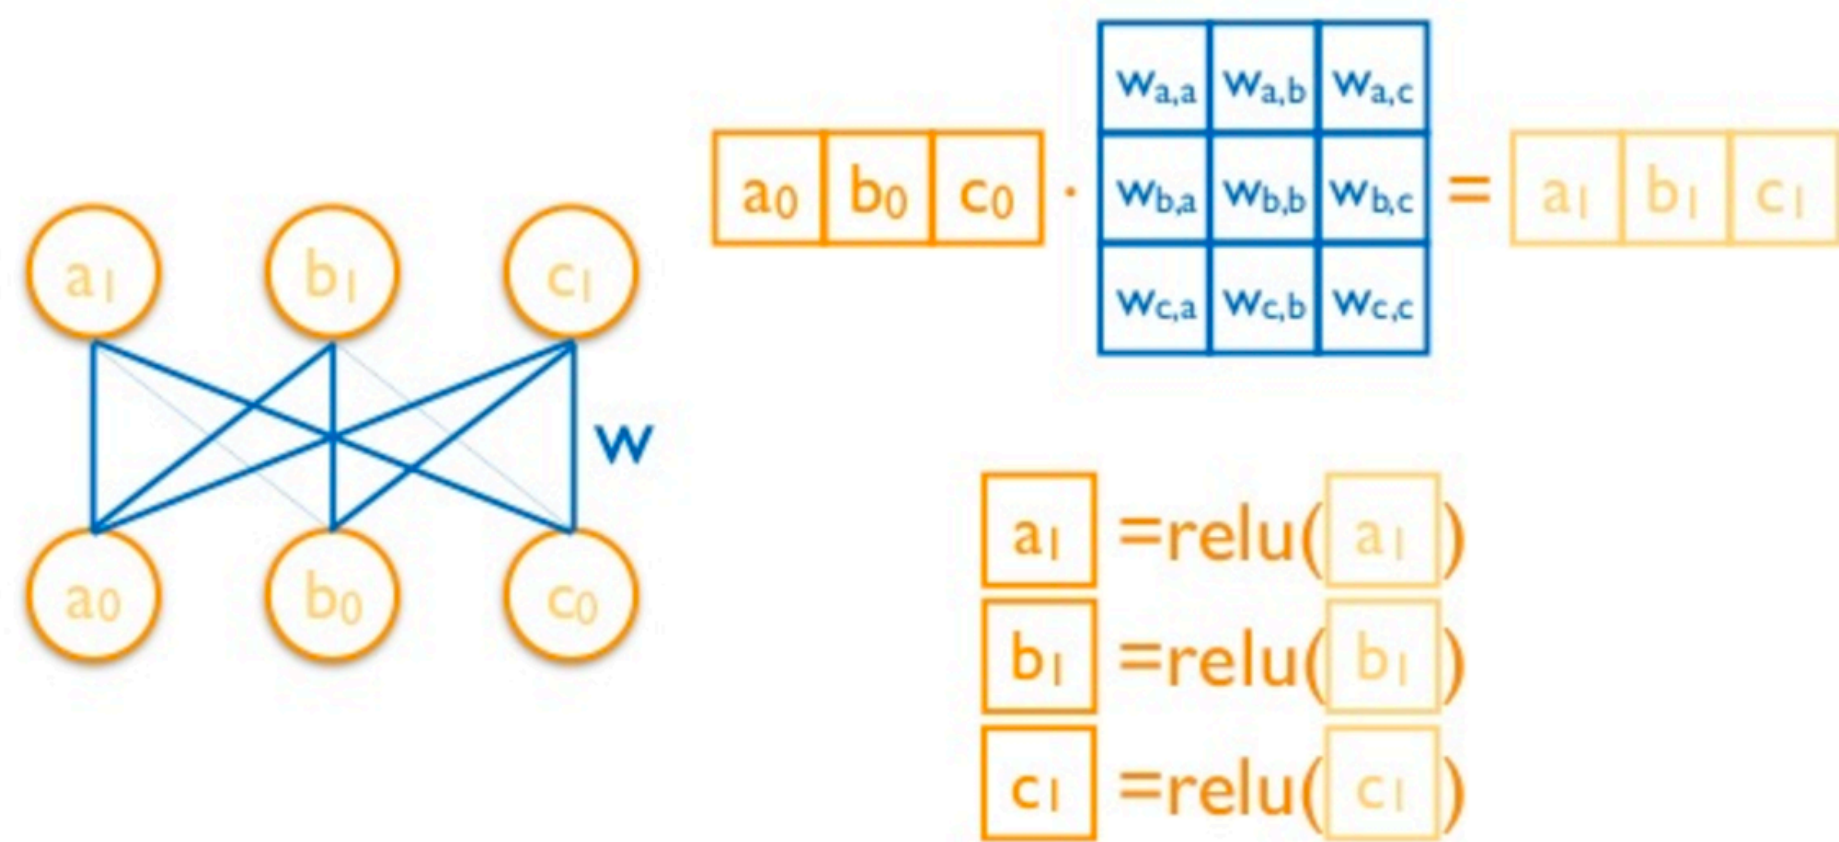 a1 b1 c1
w
a0 b0 c0
a0 b0 c0 · wa,a wa,b wa,c = a1 b1 c1
wb,a wb,b wb,c
wc,a wc,b wc,c
a1 =relu( a1 )
b1 =relu( b1 )
c1 =relu( c1 )